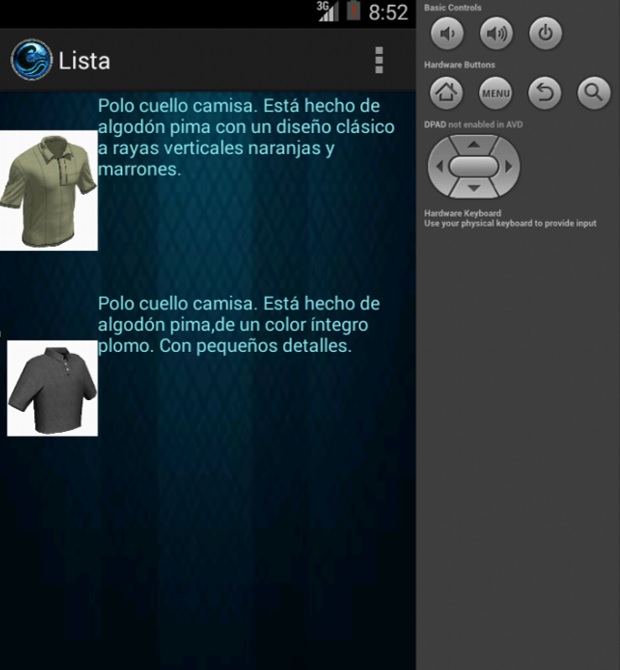 3G 8:52
Lista
Polo cuello camisa. Está hecho de
algodón pima con un diseño clásico
a rayas verticales naranjas y
marrones.
Polo cuello camisa. Está hecho de
algodón pima,de un color íntegro
plomo. Con pequeños detalles.
Basic Controls
Hardware Buttons
MENU
DPAD not enabled in AVD
Hardware Keyboard
Use your physical keyboard to provide input